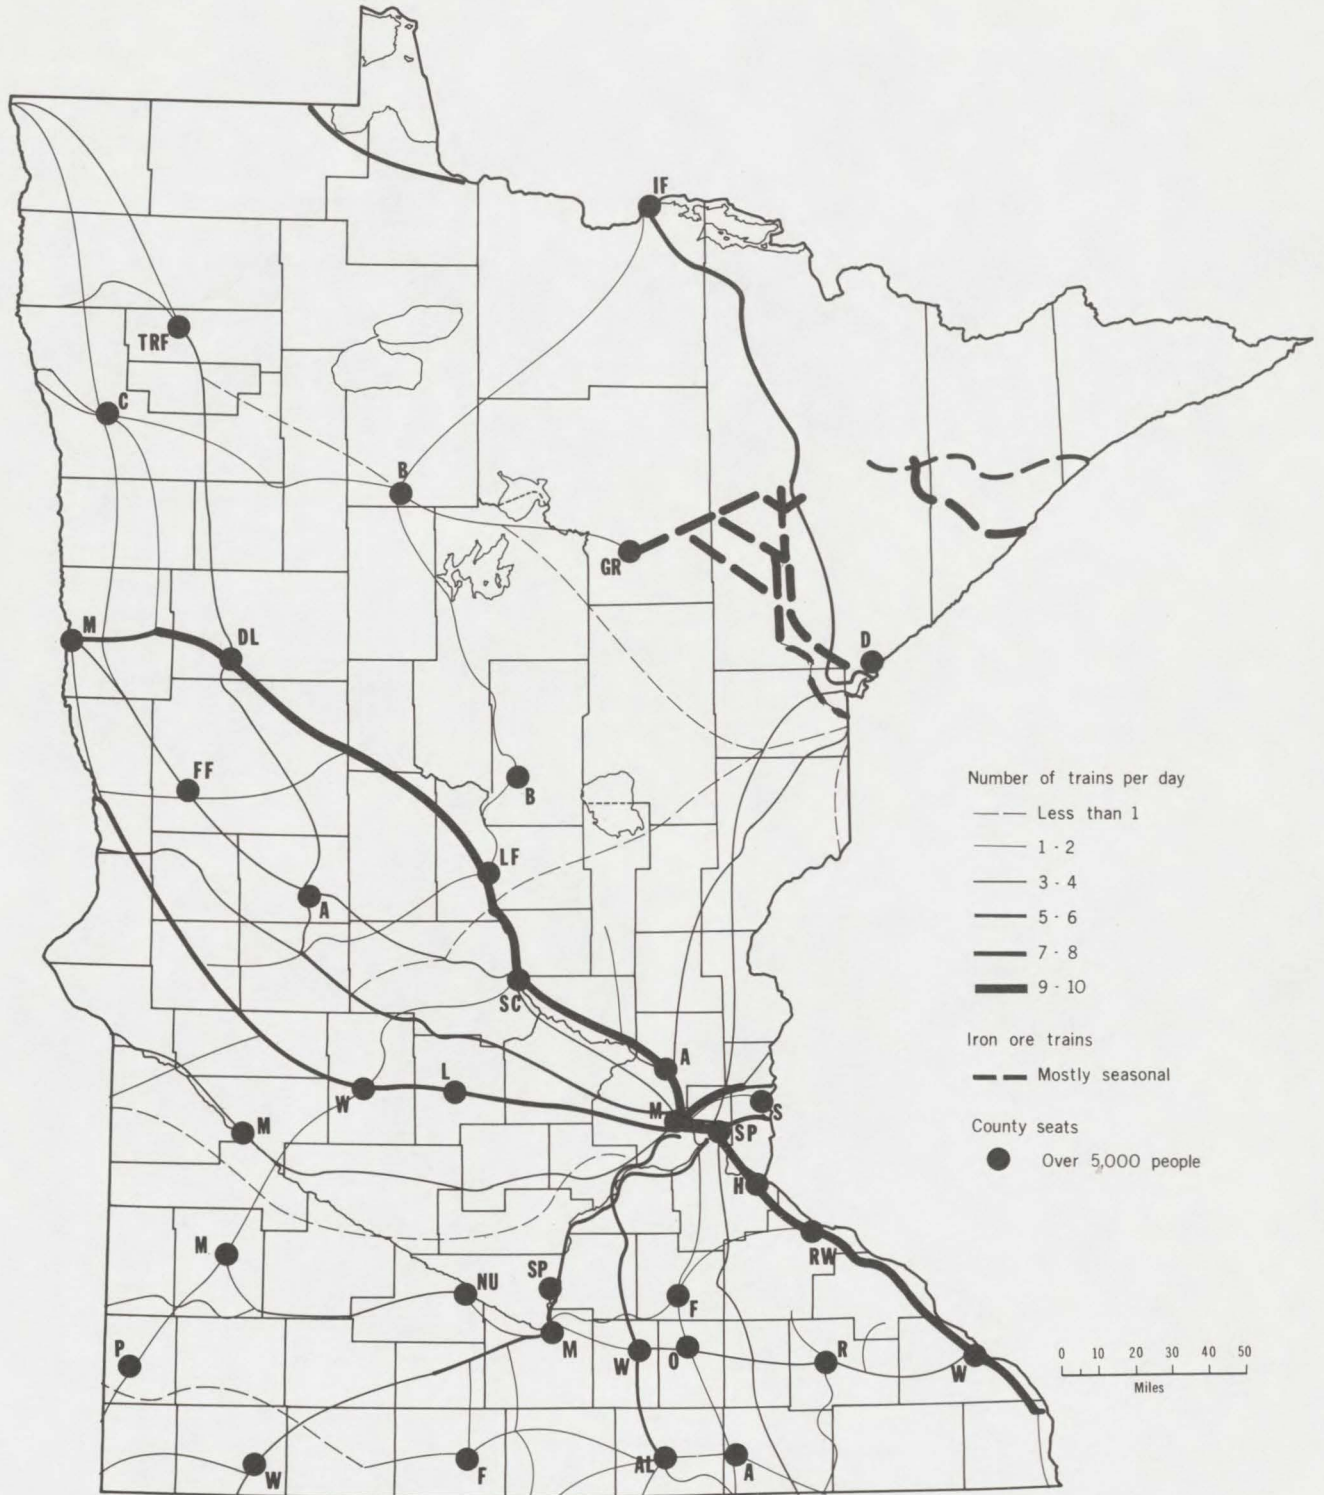 IF
TRF
C
B
GR
M
DL
D
FF
B
LF
A
Number of trains per day
Less than 1
1 - 2
3 - 4
5 - 6
7 - 8
9 - 10
SC
Iron ore trains
Mostly seasonal
A
L
W
M
S
SP
M
County seats
Over 5,000 people
H
M
RW
NU
SP
F
P
M
W
O
R
W
0 10 20 30 40 50
Miles
W
F
AL
A